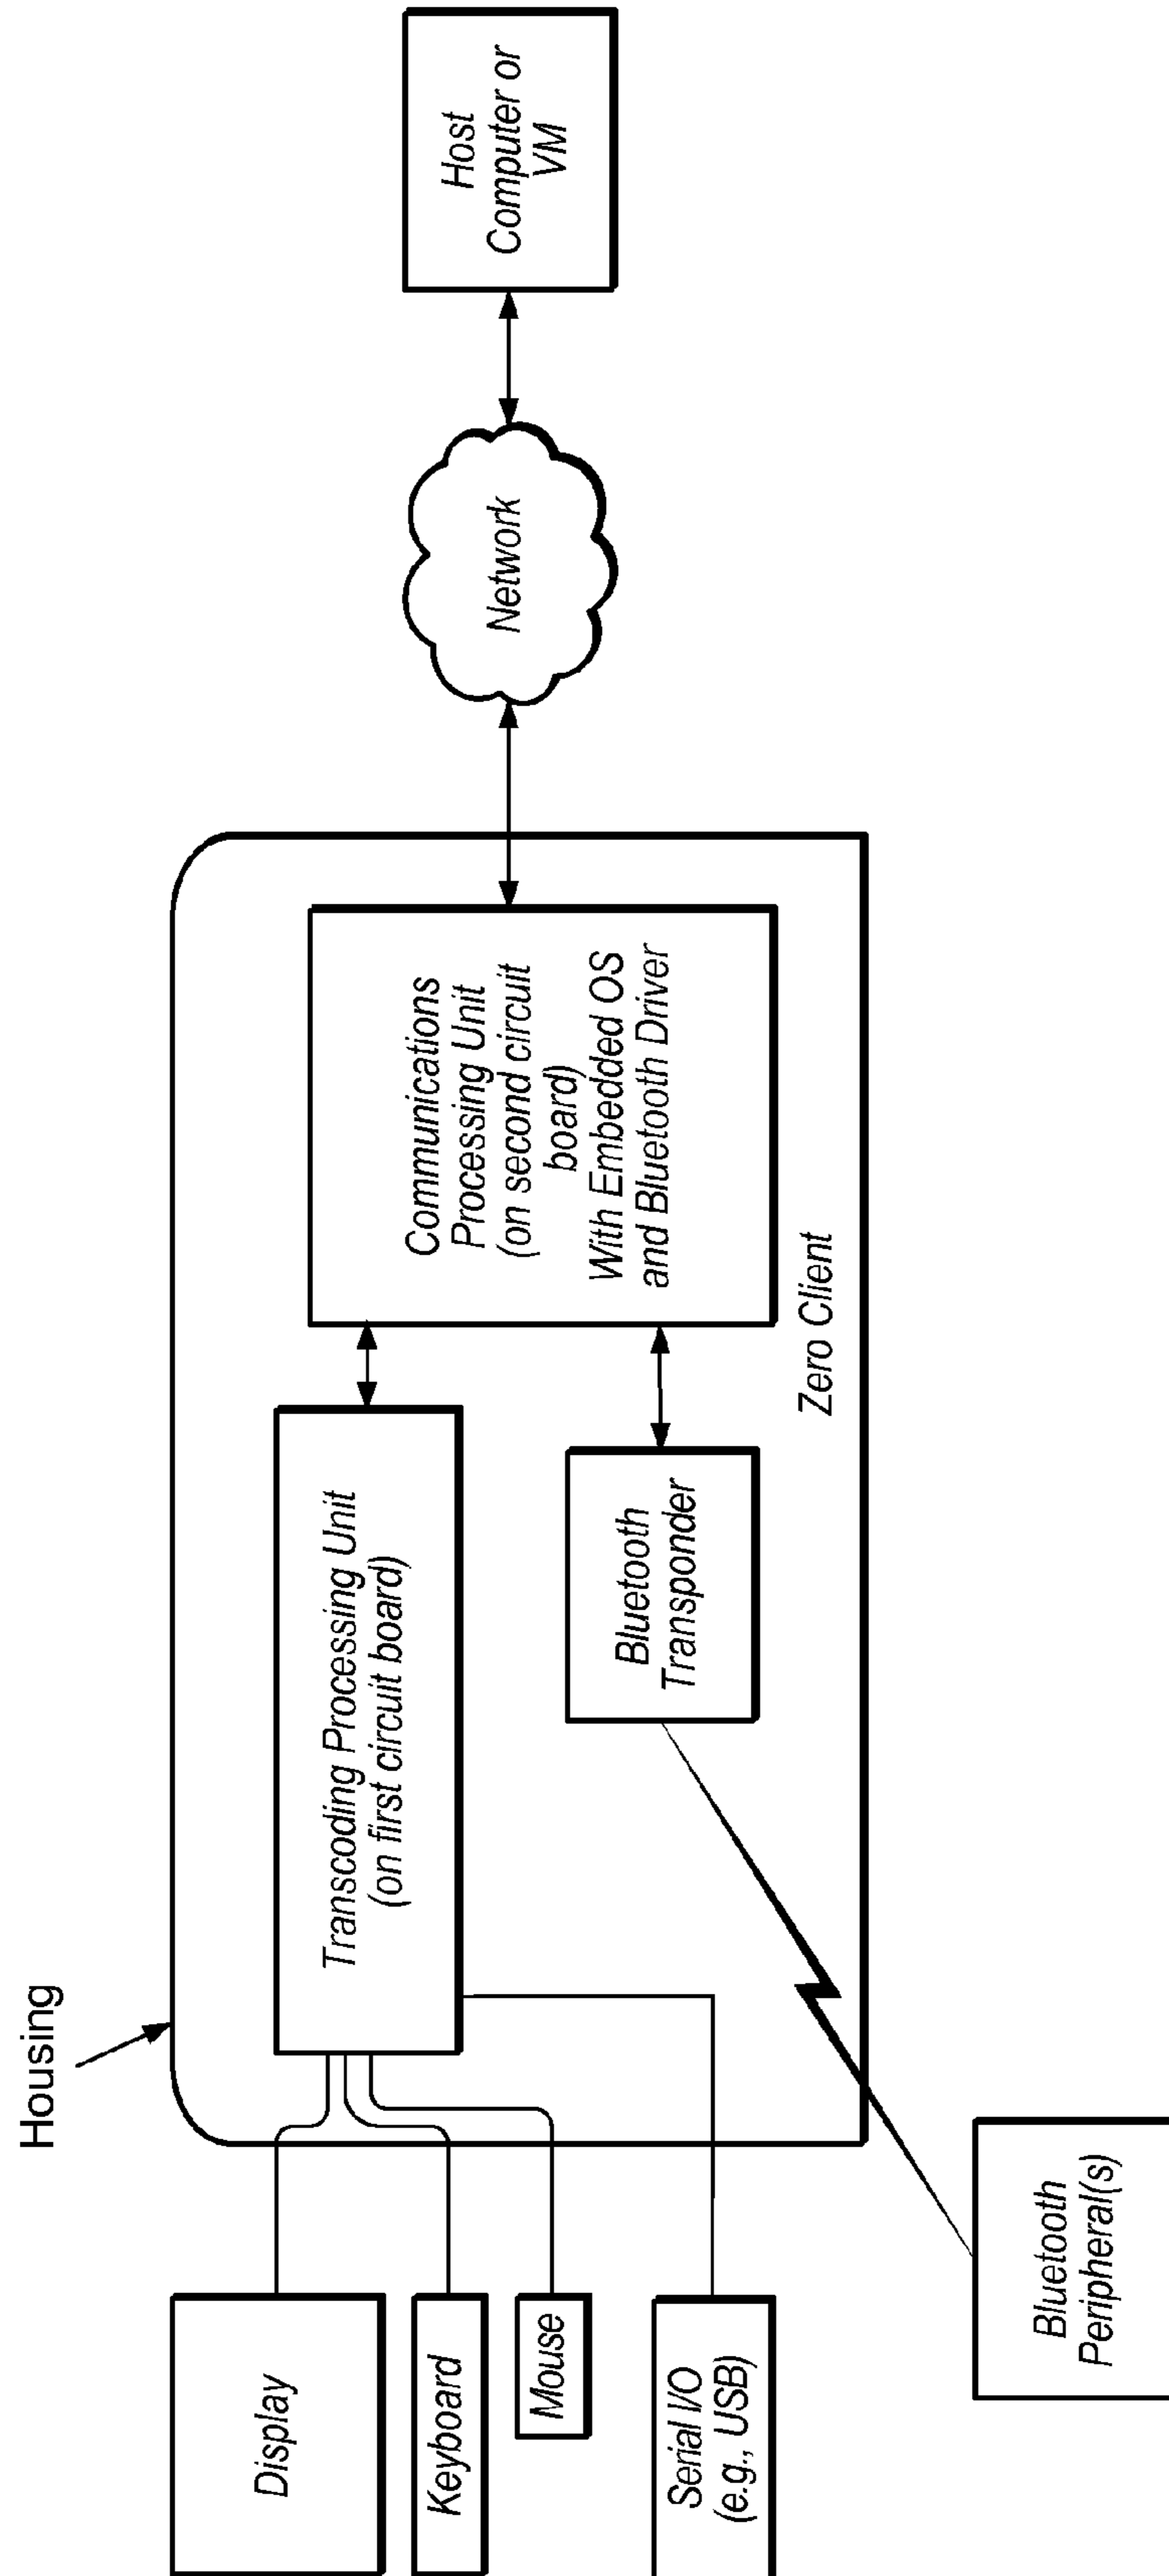 Housing
Display
Keyboard
Mouse
Serial I/O
(e.g., USB)
Transcoding Processing Unit
(on first circuit board)
Bluetooth
Transponder
Communications
Processing Unit
(on second circuit
board)
With Embedded OS
and Bluetooth Driver
Zero Client
Network
Host
Computer or
VM
Bluetooth
Peripheral(s)